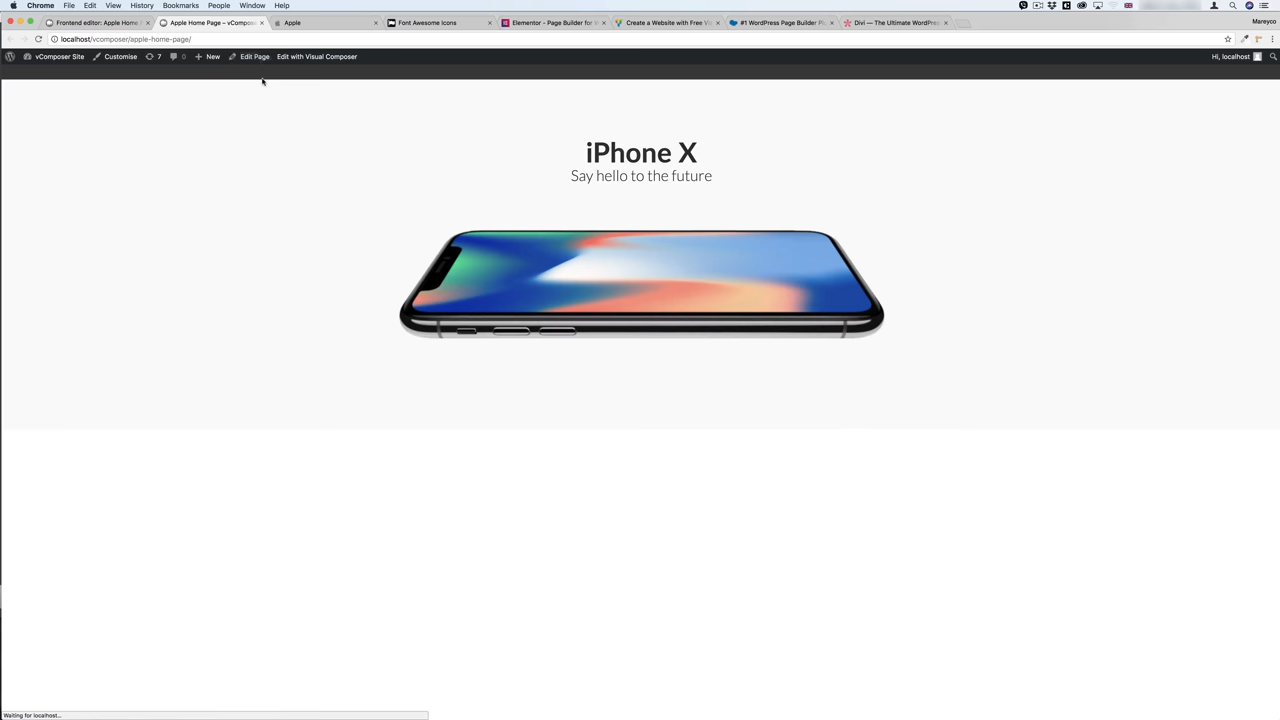 Chrome File Edit View History Bookmarks People Window Help
Frontend editor: Apple Home
Apple Home Page – vCompos
Apple
Font Awesome Icons
Elementor - Page Builder for
Create a Website with Free
#1 WordPress Page Builder
Divi — The Ultimate WordPres
Mareyco
localhost/vcomposer/apple-home-page/
vComposer Site Customise 7 0 New Edit Page Edit with Visual Composer Hi, localhost
iPhone X
Say hello to the future
Waiting for localhost...